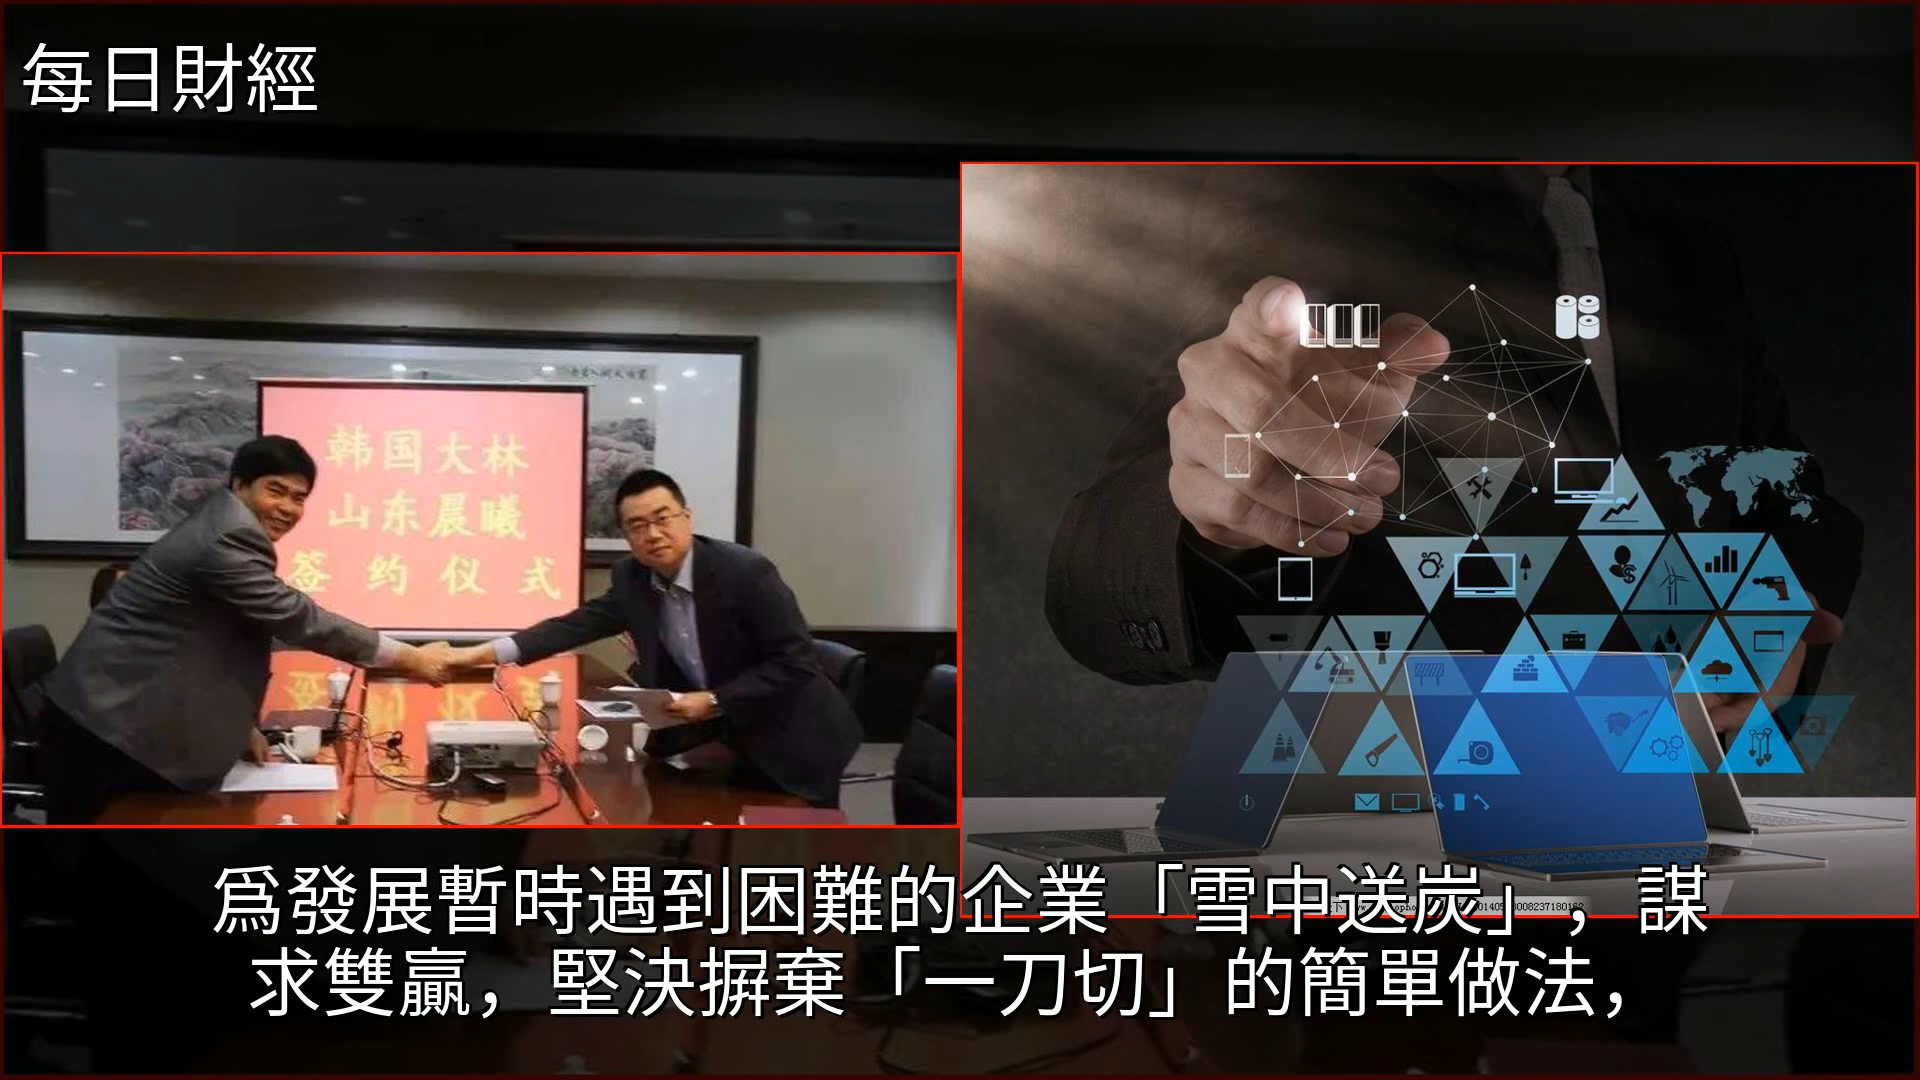 每日財經
韩国大林
山东晨曦
签约仪式
爲發展暫時遇到困難的企業「雪中送炭」，謀
求雙贏，堅決摒棄「一刀切」的簡單做法，